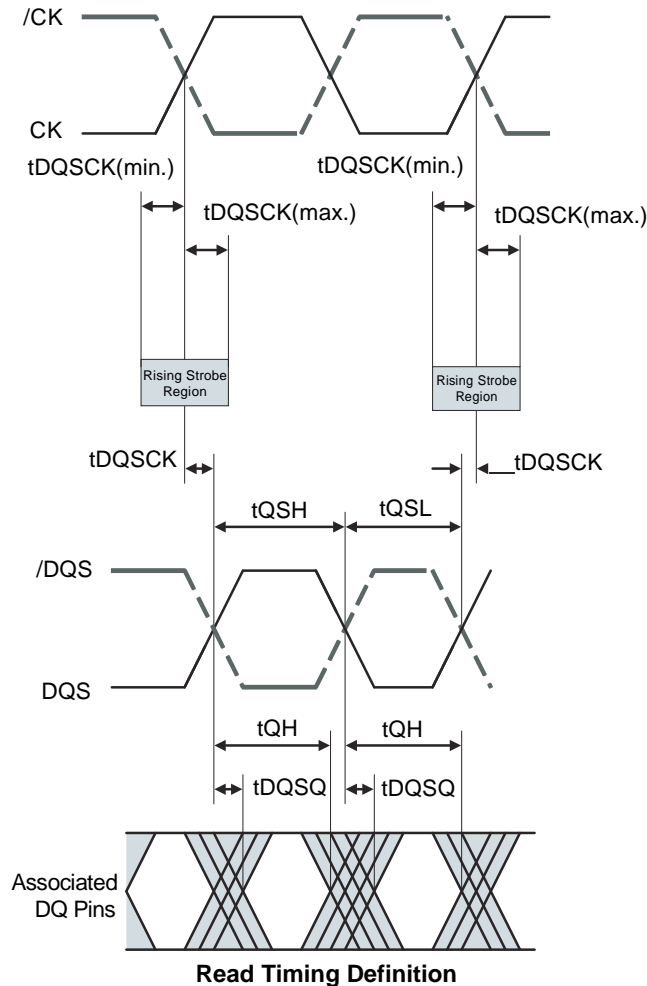 /CK
CK
tDQSCK(min.)
tDQSCK(min.)
tDQSCK(max.)
tDQSCK(max.)
Rising Strobe
Region
Rising Strobe
Region
tDQSCK
tDQSCK
tQSH
tQSL
/DQS
DQS
tQH
tQH
tDQSQ
tDQSQ
Associated
DQ Pins
Read Timing Definition